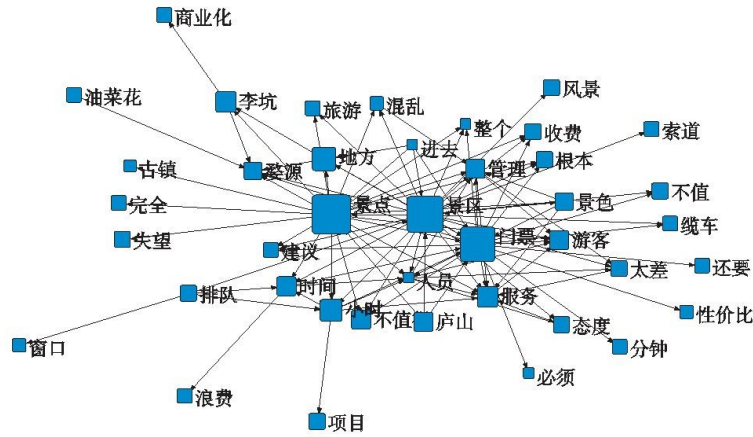 商业化
油菜花
李坑
旅游
混乱
风景
整个
收费
索道
地方
进去
古镇
婺源
管理
根本
完全
景点
景区
景色
不值
失望
建议
门票
游客
缆车
排队
时间
人员
服务
太差
还要
小时
不值
庐山
态度
性价比
窗口
分钟
浪费
项目
必须